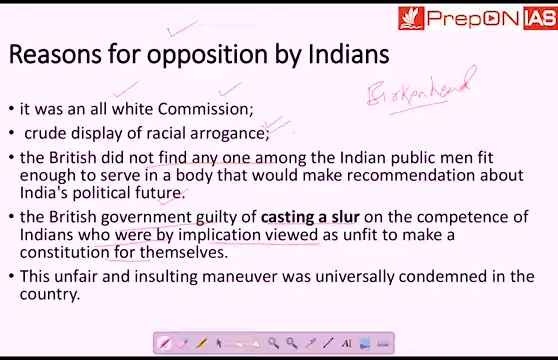 PrepON IAS
Reasons for opposition by Indians
Birkenhead
• it was an all white Commission;
• crude display of racial arrogance;
• the British did not find any one among the Indian public men fit
enough to serve in a body that would make recommendation about
India's political future.
• the British government guilty of casting a slur on the competence of
Indians who were by implication viewed as unfit to make a
constitution for themselves.
• This unfair and insulting maneuver was universally condemned in the
country.